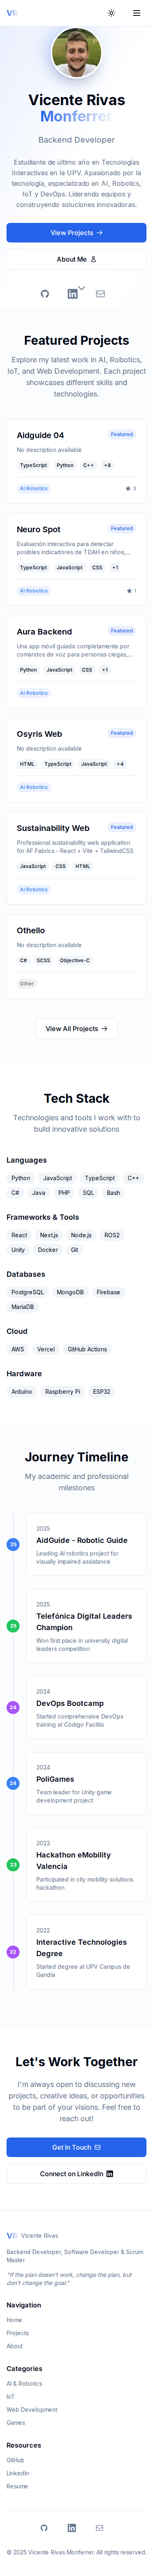 VR
Vicente Rivas
Monferrer
Backend Developer
Estudiante de último año en Tecnologías
Interactivas en la UPV. Apasionado por la
tecnología, especializado en AI, Robotics,
IoT y DevOps. Liderando equipos y
construyendo soluciones innovadoras.
View Projects
About Me
Featured Projects
Explore my latest work in AI, Robotics,
IoT, and Web Development. Each project
showcases different skills and
technologies.
Aidguide 04
Featured
No description available
TypeScript Python C++ +8
AI Robotics 3
Neuro Spot
Featured
Evaluación interactiva para detectar
posibles indicadores de TDAH en niños,...
TypeScript JavaScript CSS +1
AI Robotics 1
Aura Backend
Featured
Una app móvil guiada completamente por
comandos de voz para personas ciegas,...
Python JavaScript CSS +1
AI Robotics
Osyris Web
Featured
No description available
HTML TypeScript JavaScript +4
AI Robotics
Sustainability Web
Featured
Professional sustainability web application
for AF Fabrics - React + Vite + TailwindCSS
JavaScript CSS HTML
AI Robotics
Othello
No description available
C# SCSS Objective-C
Other
View All Projects
Tech Stack
Technologies and tools I work with to
build innovative solutions
Languages
Python JavaScript TypeScript C++
C# Java PHP SQL Bash
Frameworks & Tools
React Next.js Node.js ROS2
Unity Docker Git
Databases
PostgreSQL MongoDB Firebase
MariaDB
Cloud
AWS Vercel GitHub Actions
Hardware
Arduino Raspberry Pi ESP32
Journey Timeline
My academic and professional
milestones
25
2025
AidGuide - Robotic Guide
Leading AI robotics project for
visually impaired assistance
25
2025
Telefónica Digital Leaders
Champion
Won first place in university digital
leaders competition
24
2024
DevOps Bootcamp
Started comprehensive DevOps
training at Código Facilito
24
2024
PoliGames
Team leader for Unity game
development project
23
2023
Hackathon eMobility
Valencia
Participated in city mobility solutions
hackathon
22
2022
Interactive Technologies
Degree
Started degree at UPV Campus de
Gandia
Let's Work Together
I'm always open to discussing new
projects, creative ideas, or opportunities
to be part of your visions. Feel free to
reach out!
Get In Touch
Connect on LinkedIn
VR Vicente Rivas
Backend Developer, Software Developer & Scrum
Master
"If the plan doesn't work, change the plan, but
don't change the goal."
Navigation
Home
Projects
About
Categories
AI & Robotics
IoT
Web Development
Games
Resources
GitHub
LinkedIn
Resume
© 2025 Vicente Rivas Monferrer. All rights reserved.